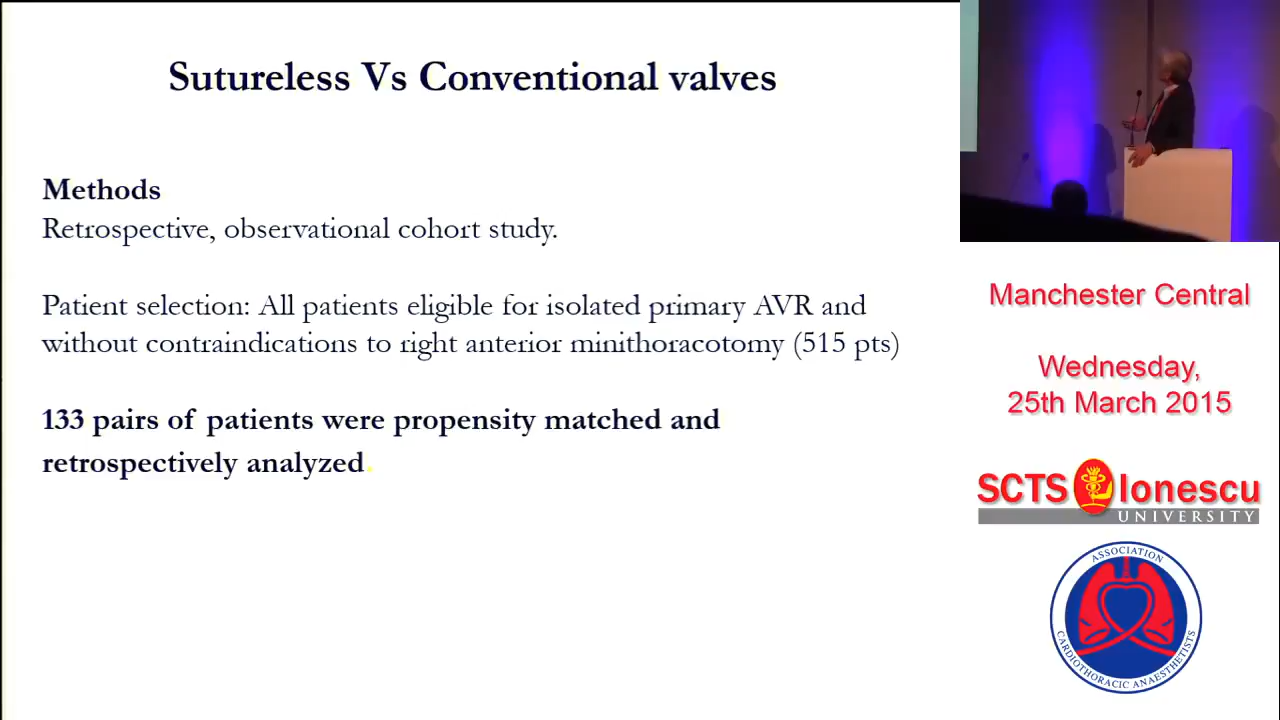 Sutureless Vs Conventional valves
Methods
Retrospective, observational cohort study.
Patient selection: All patients eligible for isolated primary AVR and
without contraindications to right anterior minithoracotomy (515 pts)
133 pairs of patients were propensity matched and
retrospectively analyzed.
Manchester Central
Wednesday,
25th March 2015
SCTS Ionescu
UNIVERSITY
ASSOCIATION
CARDIOTHORACIC ANAESTHETISTS